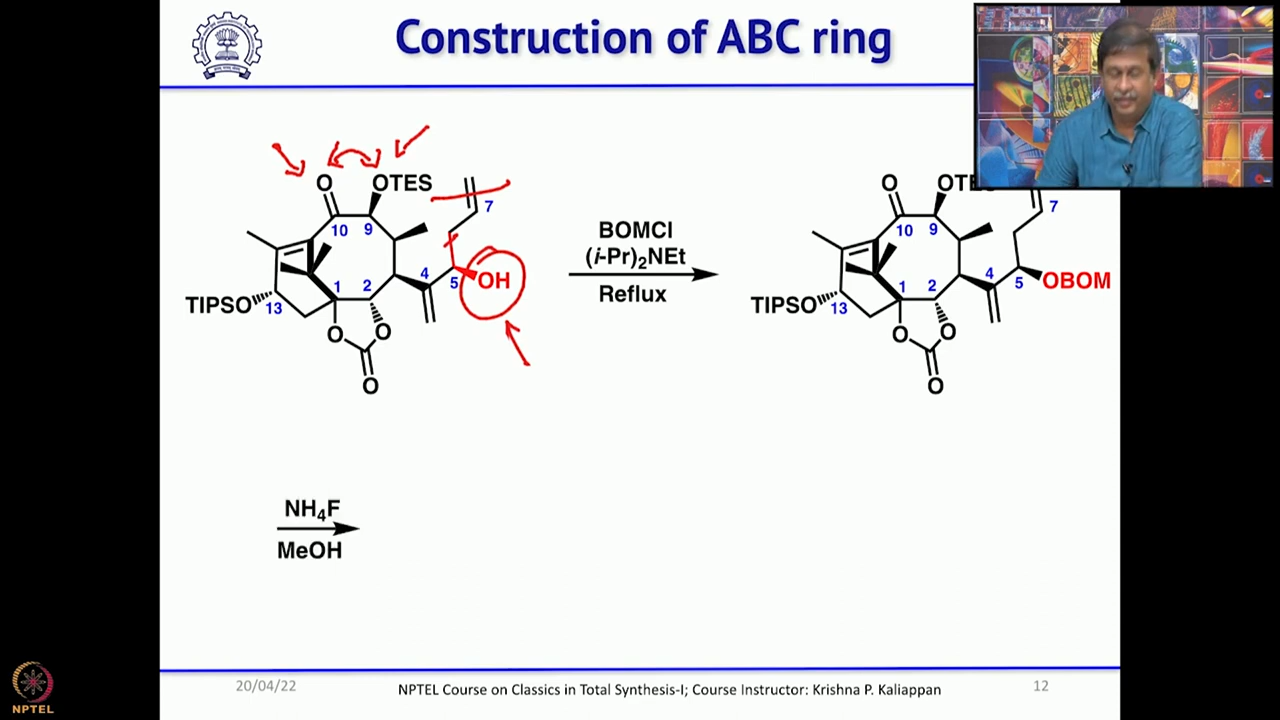 Construction of ABC ring
O
OTES
7
10
9
4
5
OH
1
2
TIPSO
13
O
O
O
BOMCl
(i-Pr)2NEt
Reflux
O
OTES
7
10
9
4
5
OBOM
1
2
TIPSO
13
O
O
O
NH4F
MeOH
NPTEL
20/04/22
NPTEL Course on Classics in Total Synthesis-I; Course Instructor: Krishna P. Kaliappan
12